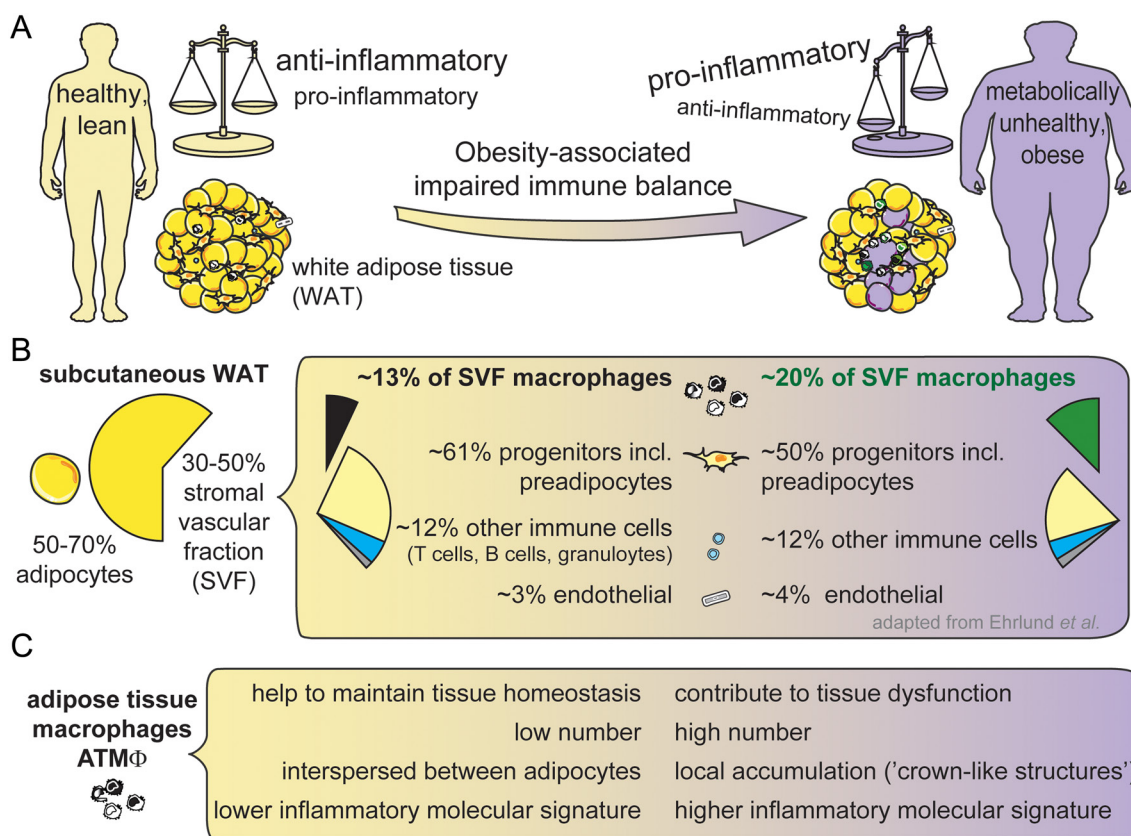 A
healthy,
lean
anti-inflammatory
pro-inflammatory
Obesity-associated
impaired immune balance
white adipose tissue
(WAT)
pro-inflammatory
anti-inflammatory
metabolically
unhealthy,
obese
B
subcutaneous WAT
50-70%
adipocytes
30-50%
stromal
vascular
fraction
(SVF)
~13% of SVF macrophages
~20% of SVF macrophages
~61% progenitors incl.
preadipocytes
~50% progenitors incl.
preadipocytes
~12% other immune cells
(T cells, B cells, granuloytes)
~12% other immune cells
~3% endothelial
~4% endothelial
adapted from Ehrlund et al.
C
adipose tissue
macrophages
ATMΦ
help to maintain tissue homeostasis
contribute to tissue dysfunction
low number
high number
interspersed between adipocytes
local accumulation ('crown-like structures')
lower inflammatory molecular signature
higher inflammatory molecular signature